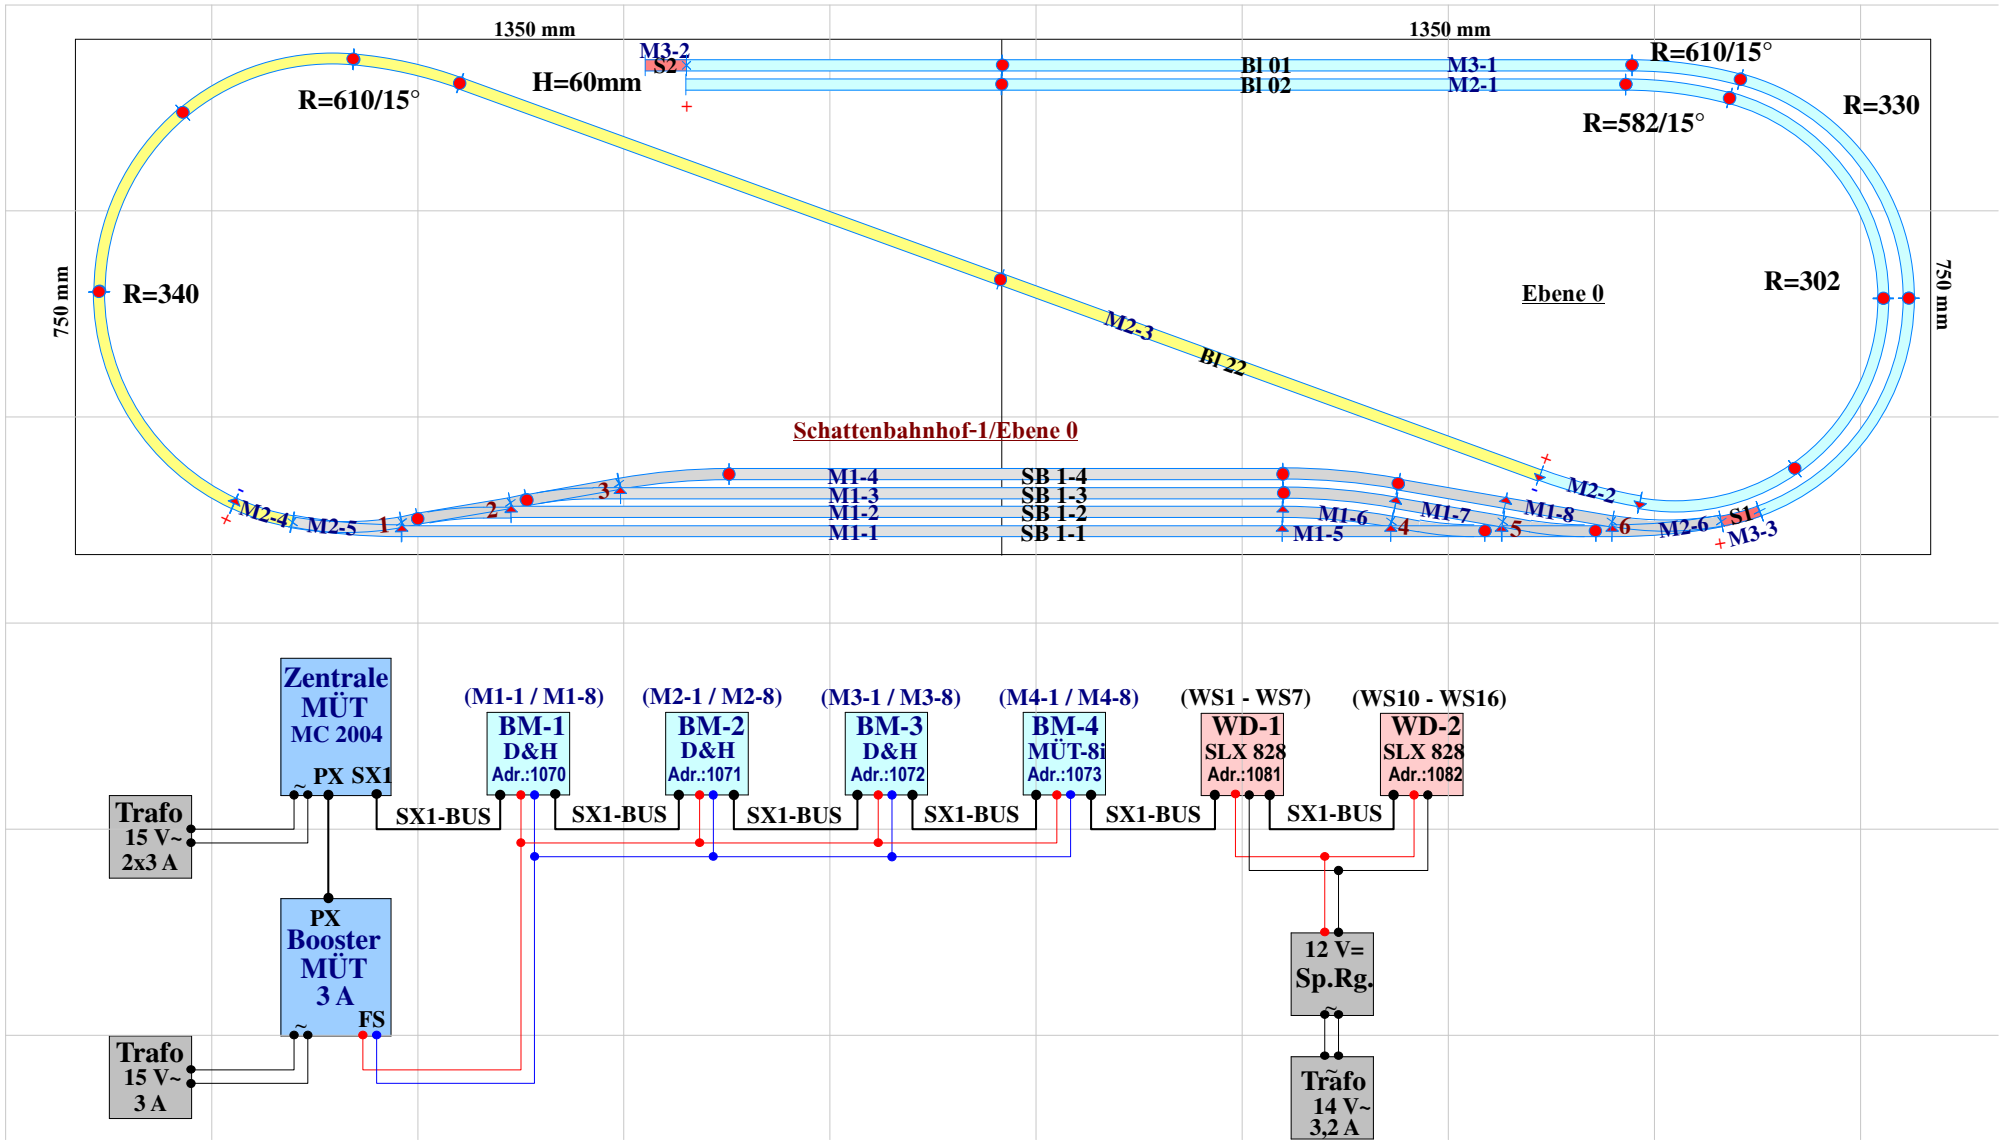 1350 mm
1350 mm
M3-2
S2
H=60mm
Bl 01
M3-1
R=610/15°
Bl 02
M2-1
R=610/15°
R=582/15°
R=330
750 mm
R=340
Ebene 0
R=302
750 mm
M2-3
Bl 22
Schattenbahnhof-1/Ebene 0
+
+
-
+
-
+
M2-4
M2-5
1
2
3
M1-4
SB 1-4
M1-3
SB 1-3
M1-2
SB 1-2
M1-1
SB 1-1
M1-5
M1-6
4
M1-7
5
M1-8
6
M2-2
M2-6
S1
M3-3
Zentrale
MÜT
MC 2004
~
PX
SX1
(M1-1 / M1-8)
BM-1
D&H
Adr.:1070
(M2-1 / M2-8)
BM-2
D&H
Adr.:1071
(M3-1 / M3-8)
BM-3
D&H
Adr.:1072
(M4-1 / M4-8)
BM-4
MÜT-8i
Adr.:1073
(WS1 - WS7)
WD-1
SLX 828
Adr.:1081
(WS10 - WS16)
WD-2
SLX 828
Adr.:1082
SX1-BUS
SX1-BUS
SX1-BUS
SX1-BUS
SX1-BUS
SX1-BUS
Trafo
15 V~
2x3 A
PX
Booster
MÜT
3 A
~
FS
Trafo
15 V~
3 A
12 V=
Sp.Rg.
~
~
Trafo
14 V~
3,2 A